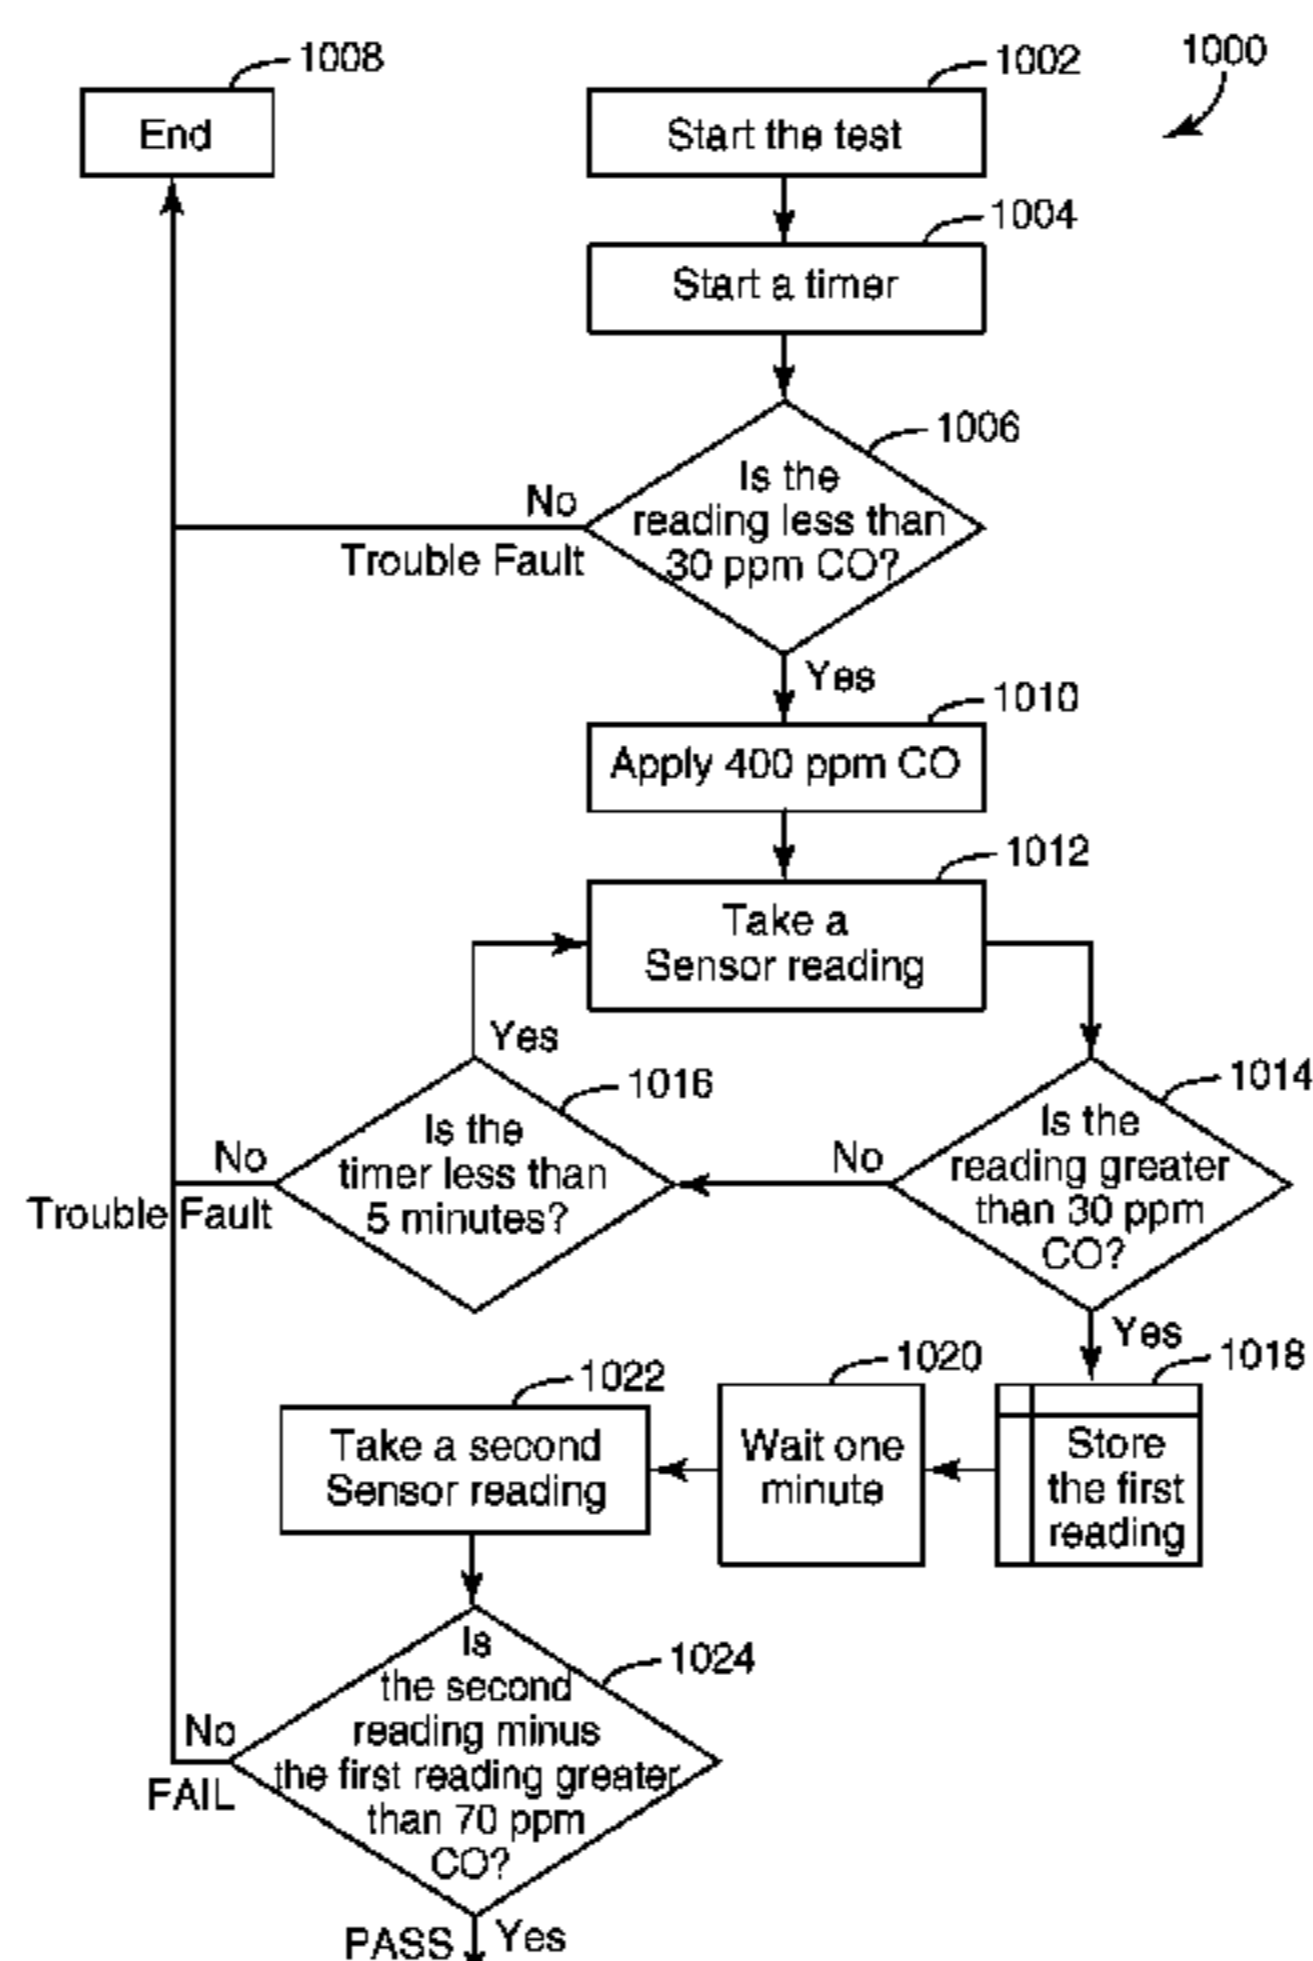 1008
End
1002
Start the test
1000
1004
Start a timer
1006
Is the
reading less than
30 ppm CO?
No
Trouble Fault
Yes
1010
Apply 400 ppm CO
1012
Take a
Sensor reading
1014
Is the
reading greater
than 30 ppm
CO?
No
1016
Is the
timer less than
5 minutes?
Yes
No
Trouble Fault
Yes
1018
Store
the first
reading
1020
Wait one
minute
1022
Take a second
Sensor reading
1024
Is
the second
reading minus
the first reading greater
than 70 ppm
CO?
No
FAIL
PASS
Yes